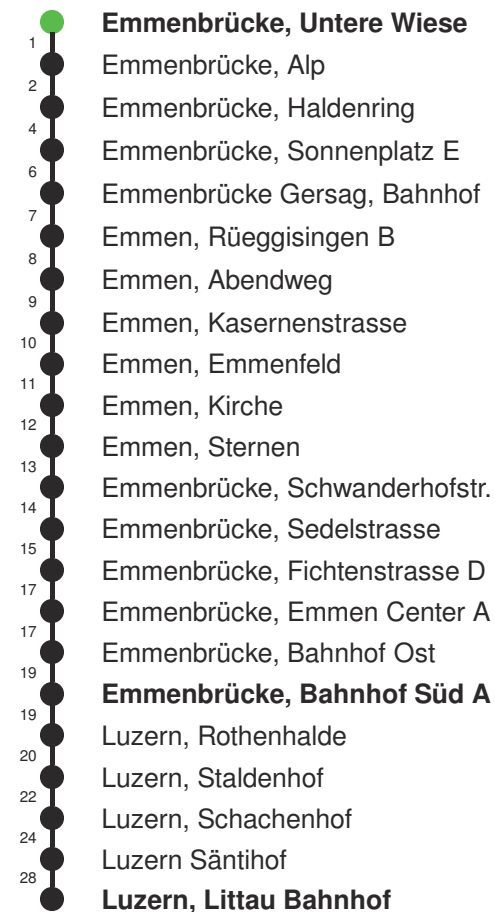 Emmenbrücke, Untere Wiese
1
Emmenbrücke, Alp
2
Emmenbrücke, Haldenring
4
Emmenbrücke, Sonnenplatz E
6
Emmenbrücke Gersag, Bahnhof
7
Emmen, Rüeggisingen B
8
Emmen, Abendweg
9
Emmen, Kasernenstrasse
10
Emmen, Emmenfeld
11
Emmen, Kirche
12
Emmen, Sternen
13
Emmenbrücke, Schwanderhofstr.
14
Emmenbrücke, Sedelstrasse
15
Emmenbrücke, Fichtenstrasse D
17
Emmenbrücke, Emmen Center A
17
Emmenbrücke, Bahnhof Ost
19
Emmenbrücke, Bahnhof Süd A
19
Luzern, Rothenhalde
20
Luzern, Staldenhof
22
Luzern, Schachenhof
24
Luzern Säntihof
28
Luzern, Littau Bahnhof